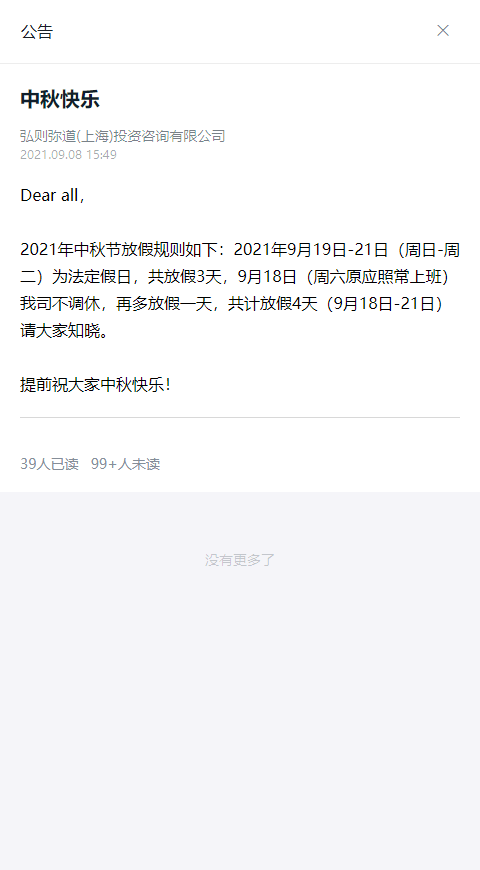 公告
中秋快乐
弘则弥道(上海)投资咨询有限公司
2021.09.08 15:49
Dear all，
2021年中秋节放假规则如下：2021年9月19日-21日（周日-周
二）为法定假日，共放假3天，9月18日（周六原应照常上班）
我司不调休，再多放假一天，共计放假4天（9月18日-21日）
请大家知晓。
提前祝大家中秋快乐！
39人已读 99+人未读
没有更多了